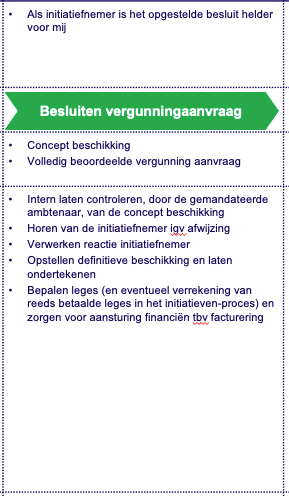 • Als initiatiefnemer is het opgestelde besluit helder
voor mij
Besluiten vergunningaanvraag
• Concept beschikking
• Volledig beoordeelde vergunning aanvraag
• Intern laten controleren, door de gemandateerde
ambtenaar, van de concept beschikking
• Horen van de initiatiefnemer igv afwijzing
• Verwerken reactie initiatiefnemer
• Opstellen definitieve beschikking en laten
ondertekenen
• Bepalen leges (en eventueel verrekening van
reeds betaalde leges in het initiatieven-proces) en
zorgen voor aansturing financiën tbv facturering